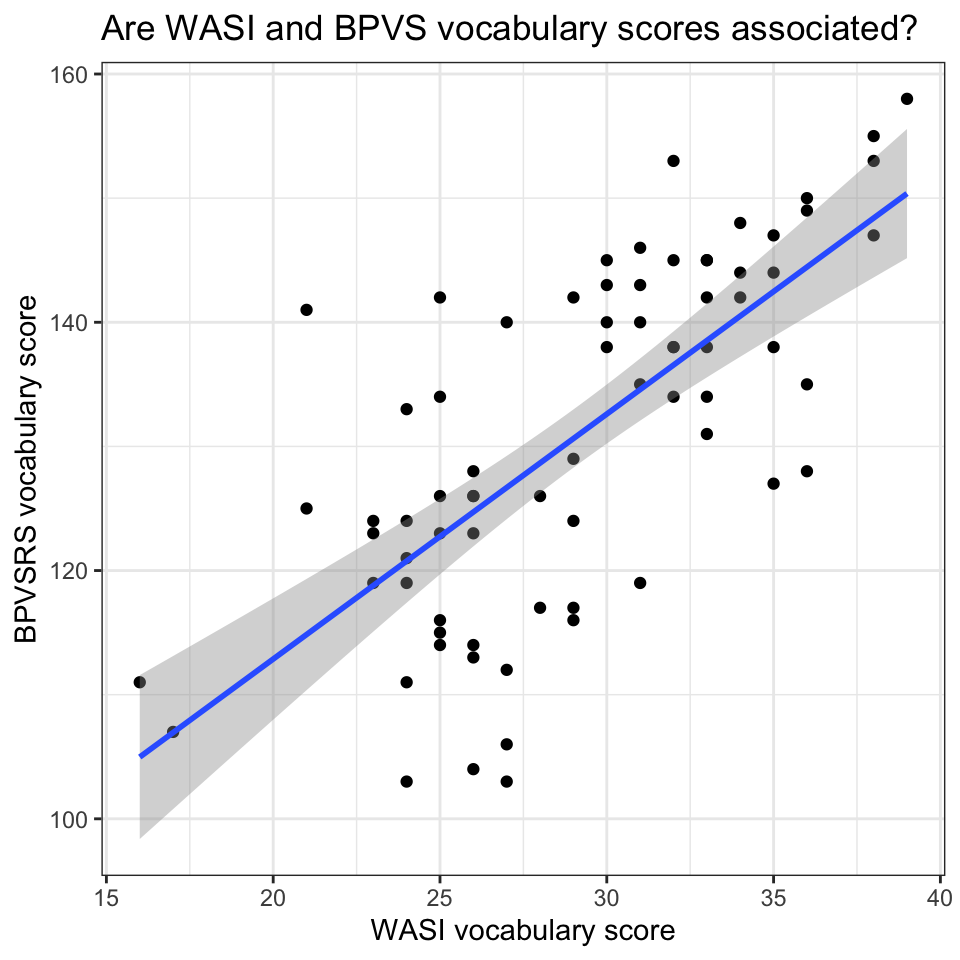 Are WASI and BPVS vocabulary scores associated?
160
140
120
100
BPVSRS vocabulary score
15 20 25 30 35 40
WASI vocabulary score